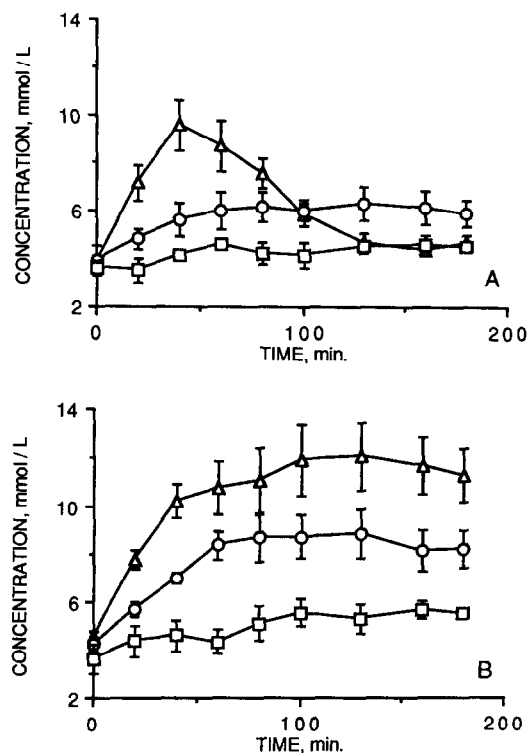 14
10
6
2
CONCENTRATION, mmol / L
A
0
100
200
TIME, min.
14
10
6
2
CONCENTRATION, mmol / L
B
0
100
200
TIME, min.